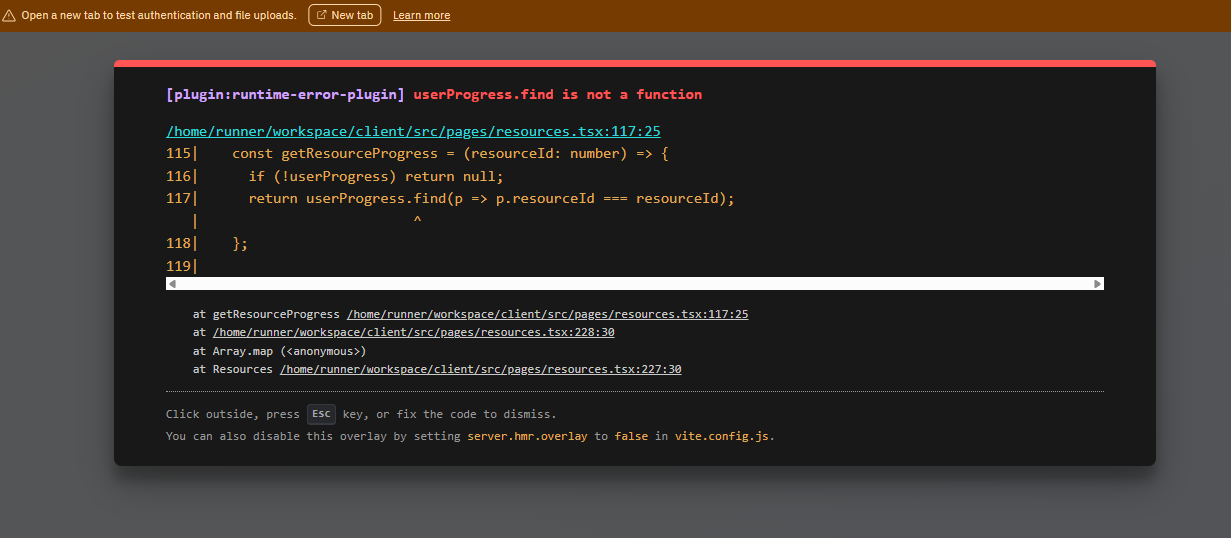 Open a new tab to test authentication and file uploads. New tab Learn more
[plugin:runtime-error-plugin] userProgress.find is not a function
/home/runner/workspace/client/src/pages/resources.tsx:117:25
115|    const getResourceProgress = (resourceId: number) => {
116|      if (!userProgress) return null;
117|      return userProgress.find(p => p.resourceId === resourceId);
   |                          ^
118|    };
119|
at getResourceProgress /home/runner/workspace/client/src/pages/resources.tsx:117:25
at /home/runner/workspace/client/src/pages/resources.tsx:228:30
at Array.map (<anonymous>)
at Resources /home/runner/workspace/client/src/pages/resources.tsx:227:30
Click outside, press Esc key, or fix the code to dismiss.
You can also disable this overlay by setting server.hmr.overlay to false in vite.config.js.